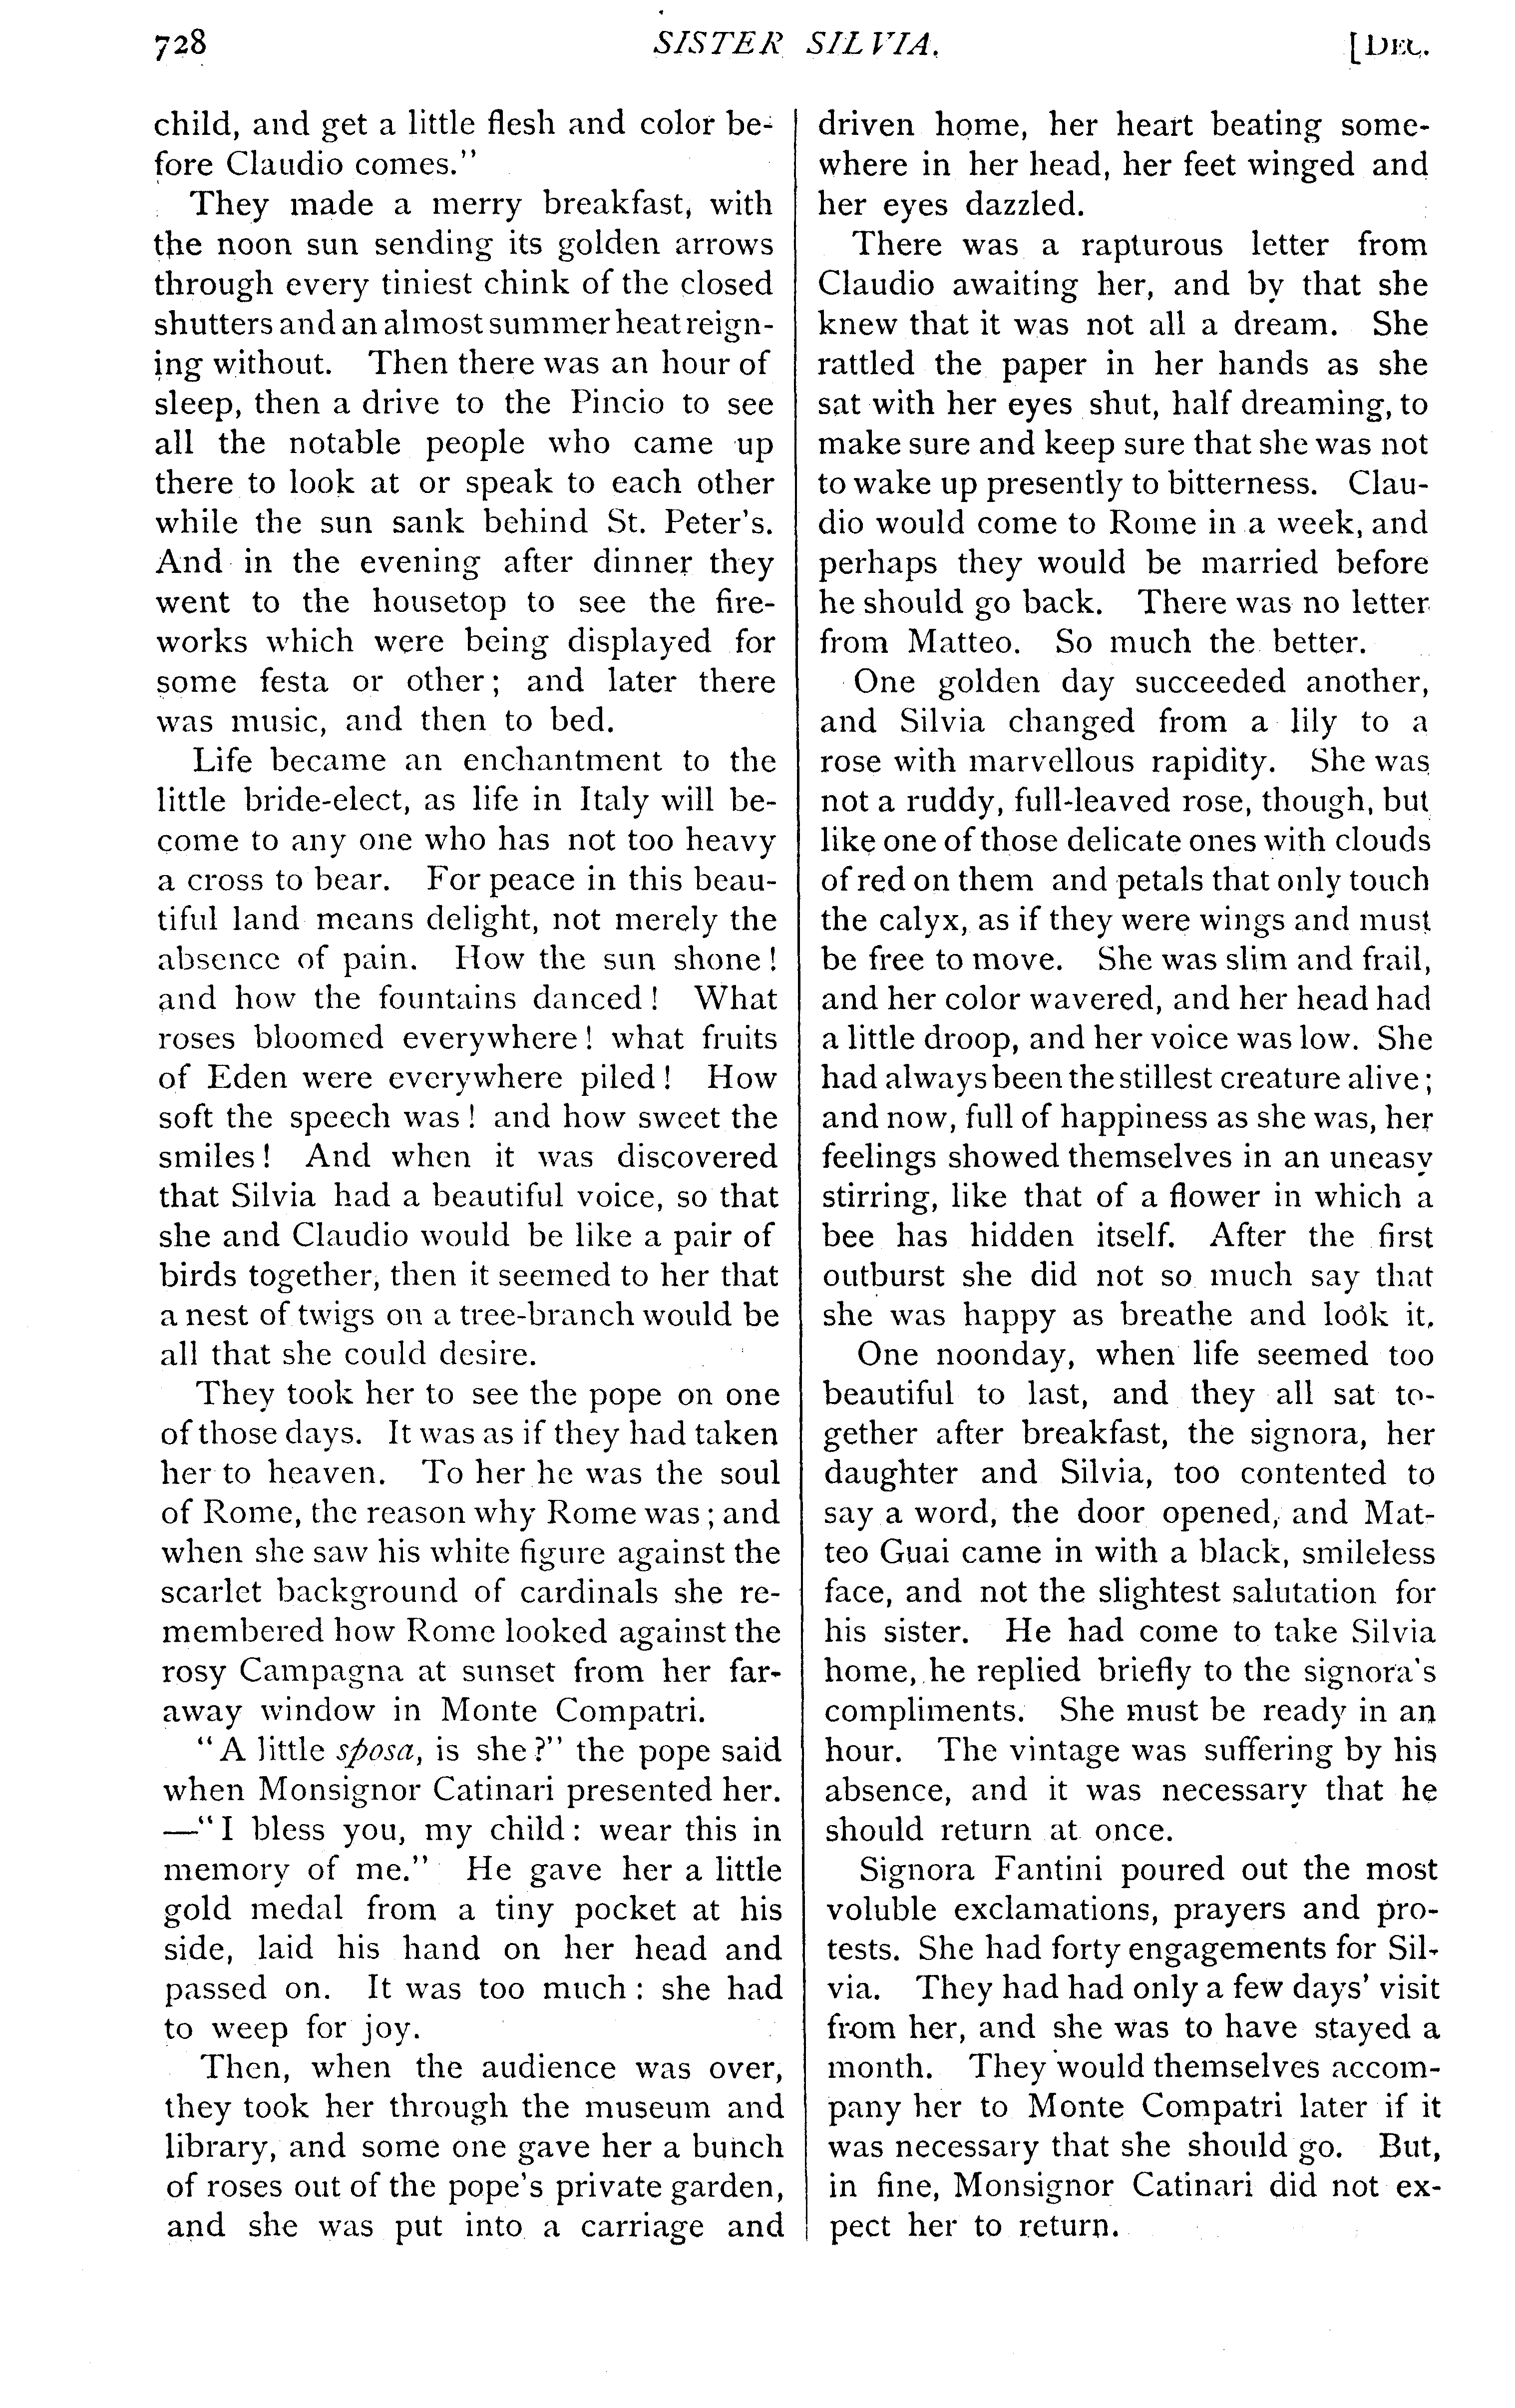 728
SISTER SILVIA.
[DEC.
child, and get a little flesh and color be-
fore Claudio comes."
They made a merry breakfast, with
the noon sun sending its golden arrows
through every tiniest chink of the closed
shutters and an almost summer heat reign-
ing without. Then there was an hour of
sleep, then a drive to the Pincio to see
all the notable people who came up
there to look at or speak to each other
while the sun sank behind St. Peter's.
And in the evening after dinner they
went to the housetop to see the fire-
works which were being displayed for
some festa or other; and later there
was music, and then to bed.
Life became an enchantment to the
little bride-elect, as life in Italy will be-
come to any one who has not too heavy
a cross to bear. For peace in this beau-
tiful land means delight, not merely the
absence of pain. How the sun shone!
and how the fountains danced! What
roses bloomed everywhere! what fruits
of Eden were everywhere piled! How
soft the speech was! and how sweet the
smiles! And when it was discovered
that Silvia had a beautiful voice, so that
she and Claudio would be like a pair of
birds together, then it seemed to her that
a nest of twigs on a tree-branch would be
all that she could desire.
They took her to see the pope on one
of those days. It was as if they had taken
her to heaven. To her he was the soul
of Rome, the reason why Rome was; and
when she saw his white figure against the
scarlet background of cardinals she re-
membered how Rome looked against the
rosy Campagna at sunset from her far-
away window in Monte Compatri.
"A little sposa, is she?" the pope said
when Monsignor Catinari presented her.
—"I bless you, my child: wear this in
memory of me." He gave her a little
gold medal from a tiny pocket at his
side, laid his hand on her head and
passed on. It was too much: she had
to weep for joy.
Then, when the audience was over,
they took her through the museum and
library, and some one gave her a bunch
of roses out of the pope's private garden,
and she was put into a carriage and
driven home, her heart beating some-
where in her head, her feet winged and
her eyes dazzled.
There was a rapturous letter from
Claudio awaiting her, and by that she
knew that it was not all a dream. She
rattled the paper in her hands as she
sat with her eyes shut, half dreaming, to
make sure and keep sure that she was not
to wake up presently to bitterness. Clau-
dio would come to Rome in a week, and
perhaps they would be married before
he should go back. There was no letter
from Matteo. So much the better.
One golden day succeeded another,
and Silvia changed from a lily to a
rose with marvellous rapidity. She was
not a ruddy, full-leaved rose, though, but
like one of those delicate ones with clouds
of red on them and petals that only touch
the calyx, as if they were wings and must
be free to move. She was slim and frail,
and her color wavered, and her head had
a little droop, and her voice was low. She
had always been the stillest creature alive;
and now, full of happiness as she was, her
feelings showed themselves in an uneasy
stirring, like that of a flower in which a
bee has hidden itself. After the first
outburst she did not so much say that
she was happy as breathe and look it.
One noonday, when life seemed too
beautiful to last, and they all sat to-
gether after breakfast, the signora, her
daughter and Silvia, too contented to
say a word, the door opened, and Mat-
teo Guai came in with a black, smileless
face, and not the slightest salutation for
his sister. He had come to take Silvia
home, he replied briefly to the signora's
compliments. She must be ready in an
hour. The vintage was suffering by his
absence, and it was necessary that he
should return at once.
Signora Fantini poured out the most
voluble exclamations, prayers and pro-
tests. She had forty engagements for Sil-
via. They had had only a few days' visit
from her, and she was to have stayed a
month. They would themselves accom-
pany her to Monte Compatri later if it
was necessary that she should go. But,
in fine, Monsignor Catinari did not ex-
pect her to return.